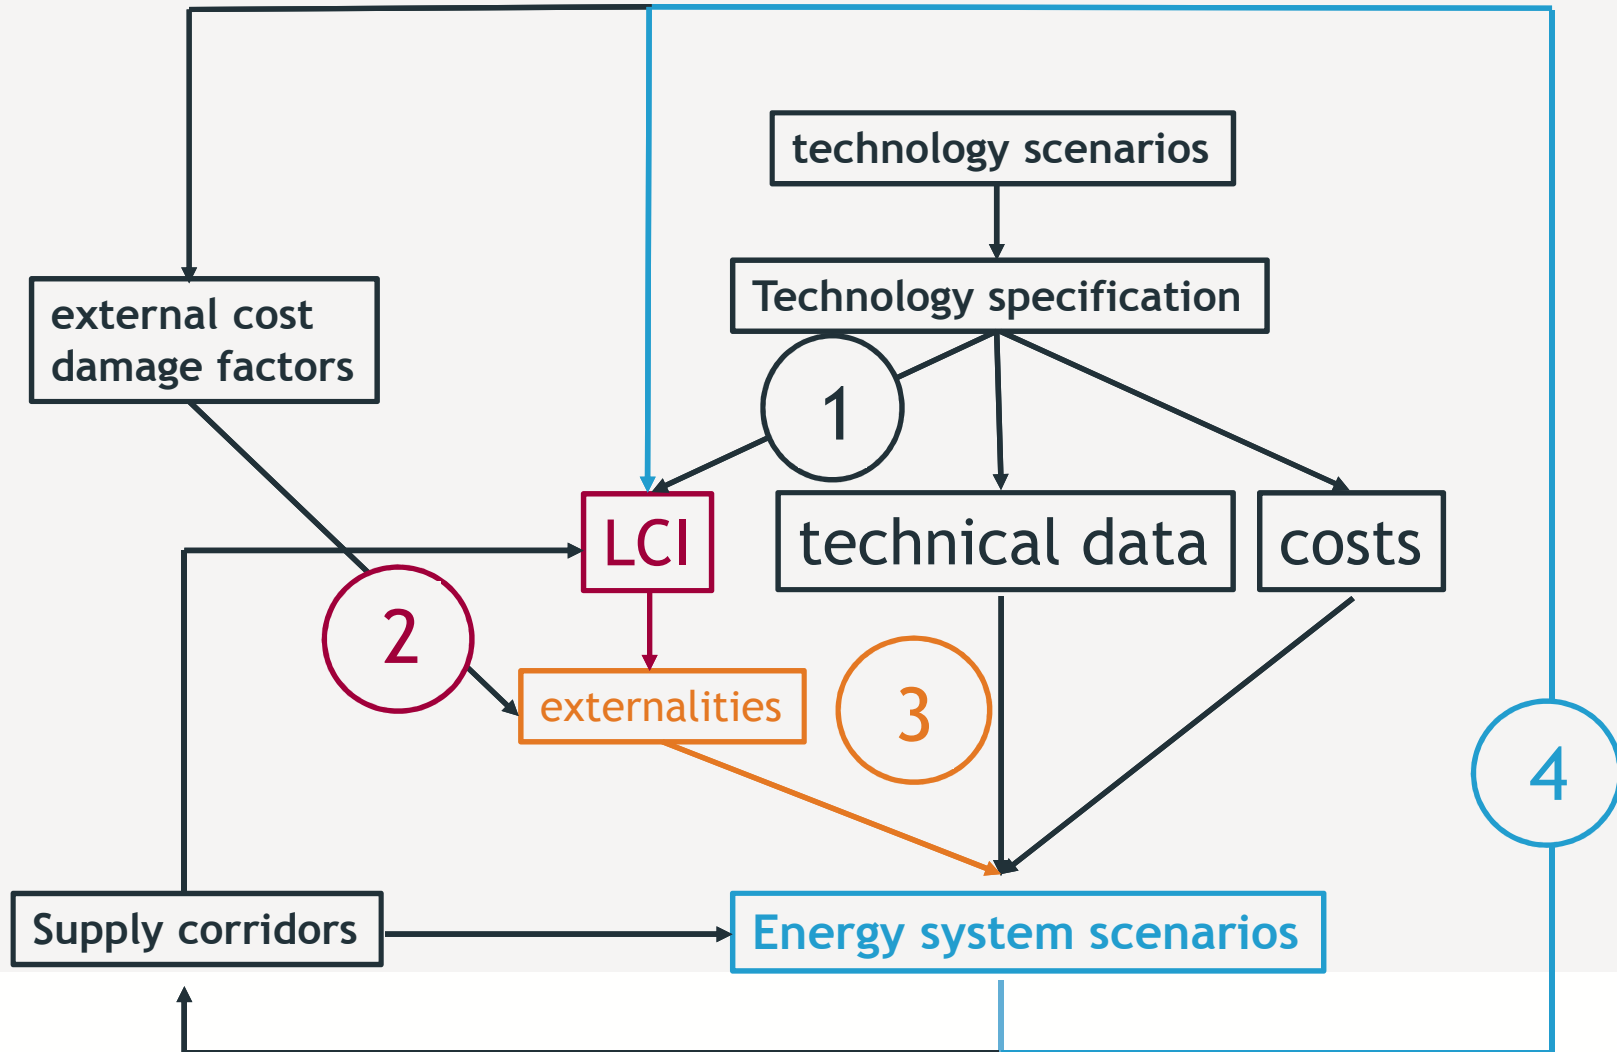 technology scenarios
Technology specification
external cost
damage factors
1
LCI
technical data
costs
2
externalities
3
4
Supply corridors
Energy system scenarios